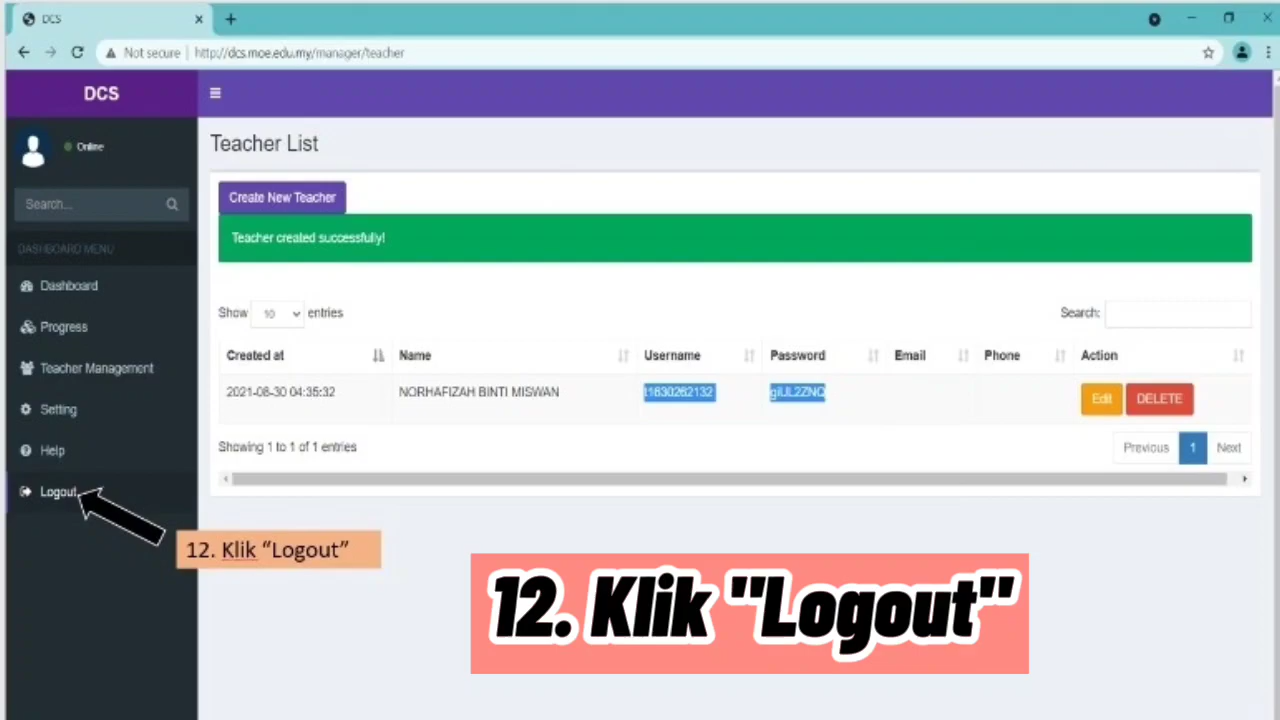 DCS
Not secure | http://dcs.moe.edu.my/manager/teacher
DCS
Online
Teacher List
Search...
Create New Teacher
Teacher created successfully!
DASHBOARD MENU
Dashboard
Progress
Teacher Management
Setting
Help
Logout
Show 10 entries
Search:
Created at Name Username Password Email Phone Action
2021-08-30 04:35:32 NORHAFIZAH BINTI MISWAN t1630262132 Edit DELETE
Showing 1 to 1 of 1 entries
Previous 1 Next
12. Klik “Logout”
12. Klik "Logout"